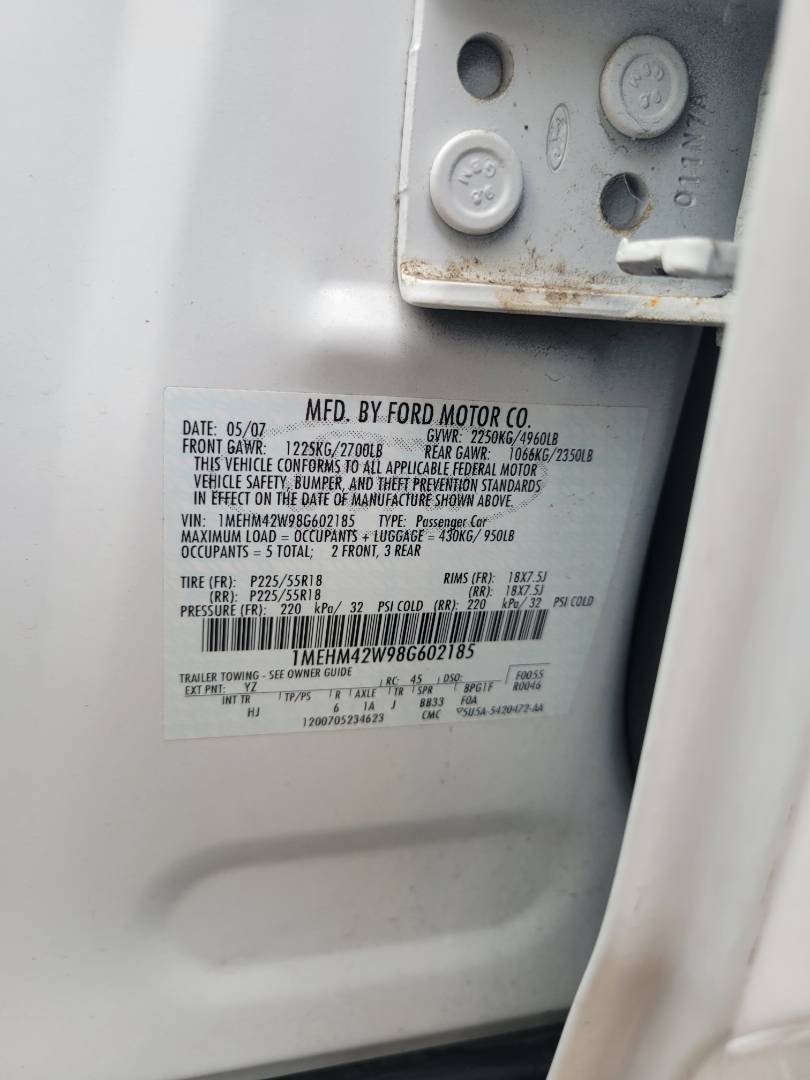 011N7A
MFD. BY FORD MOTOR CO.
DATE: 05/07 GVWR: 2250KG/4960LB
FRONT GAWR: 1225KG/2700LB REAR GAWR: 1066KG/2350LB
THIS VEHICLE CONFORMS TO ALL APPLICABLE FEDERAL MOTOR
VEHICLE SAFETY, BUMPER, AND THEFT PREVENTION STANDARDS
IN EFFECT ON THE DATE OF MANUFACTURE SHOWN ABOVE.
VIN: 1MEHM42W98G602185 TYPE: Passenger Car
MAXIMUM LOAD = OCCUPANTS + LUGGAGE = 430KG/ 950LB
OCCUPANTS = 5 TOTAL; 2 FRONT, 3 REAR
TIRE (FR): P225/55R18 RIMS (FR): 18X7.5J
(RR): P225/55R18 (RR): 18X7.5J
PRESSURE (FR): 220 kPa/ 32 PSI COLD (RR): 220 kPa/ 32 PSI COLD
1MEHM42W98G602185
TRAILER TOWING - SEE OWNER GUIDE
EXT PNT: YZ RC: 45 DSO: F0055
INT TR TP/PS R AXLE TR SPR BPG1F R0046
HJ 6 1A J BB33 F0A
1200705234623 CMC 5U5A-5420472-AA